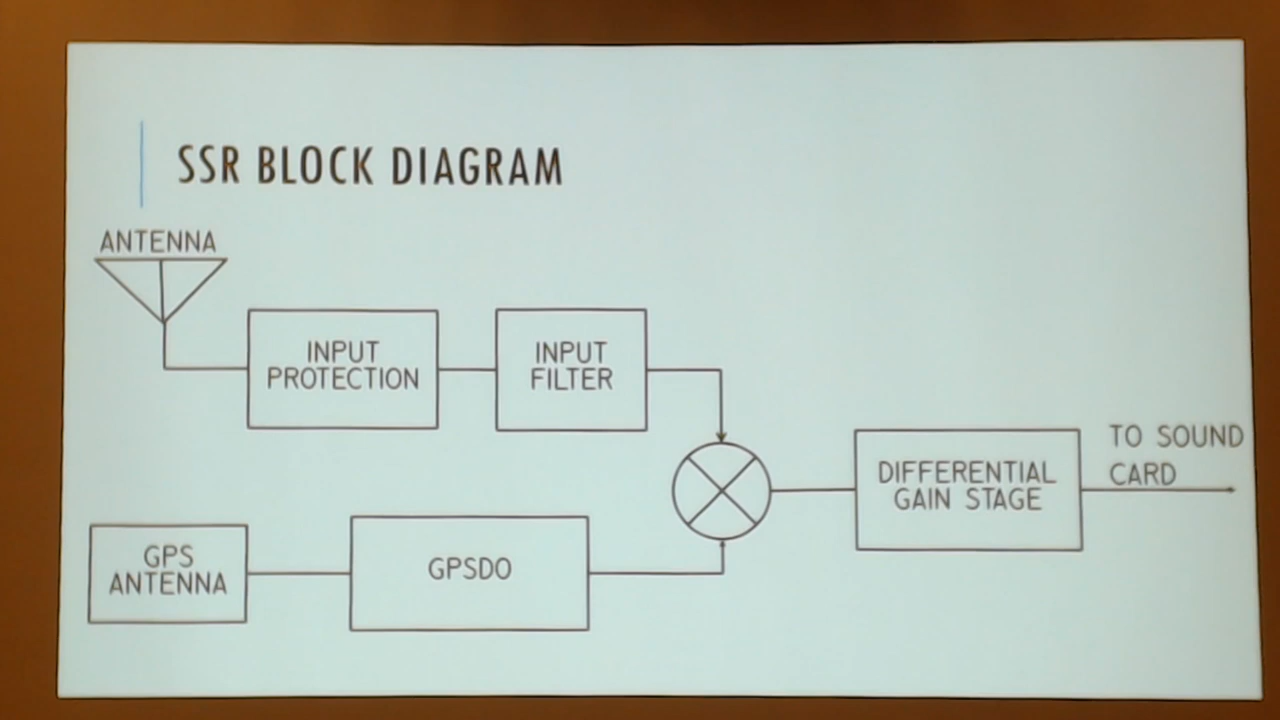 SSR BLOCK DIAGRAM
ANTENNA
INPUT
PROTECTION
INPUT
FILTER
TO SOUND
CARD
DIFFERENTIAL
GAIN STAGE
GPS
ANTENNA
GPSDO